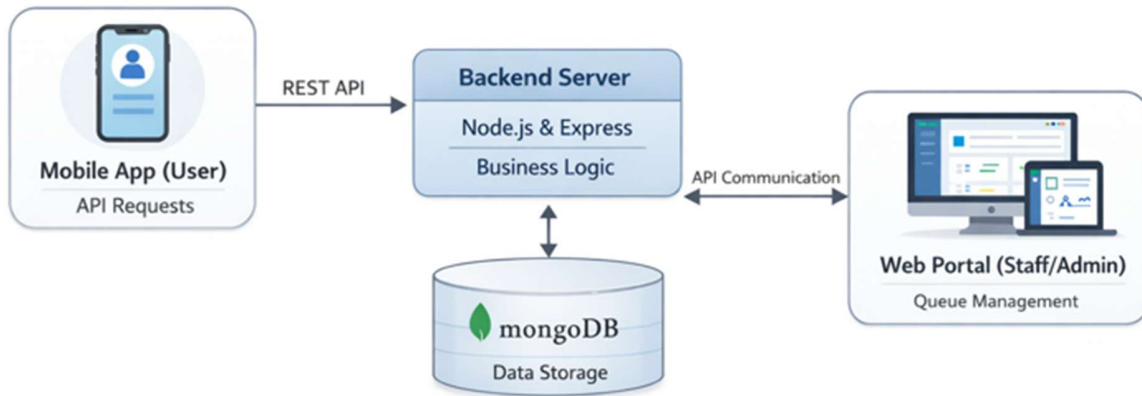 Mobile App (User)
API Requests
REST API
Backend Server
Node.js & Express
Business Logic
API Communication
Web Portal (Staff/Admin)
Queue Management
mongoDB
Data Storage